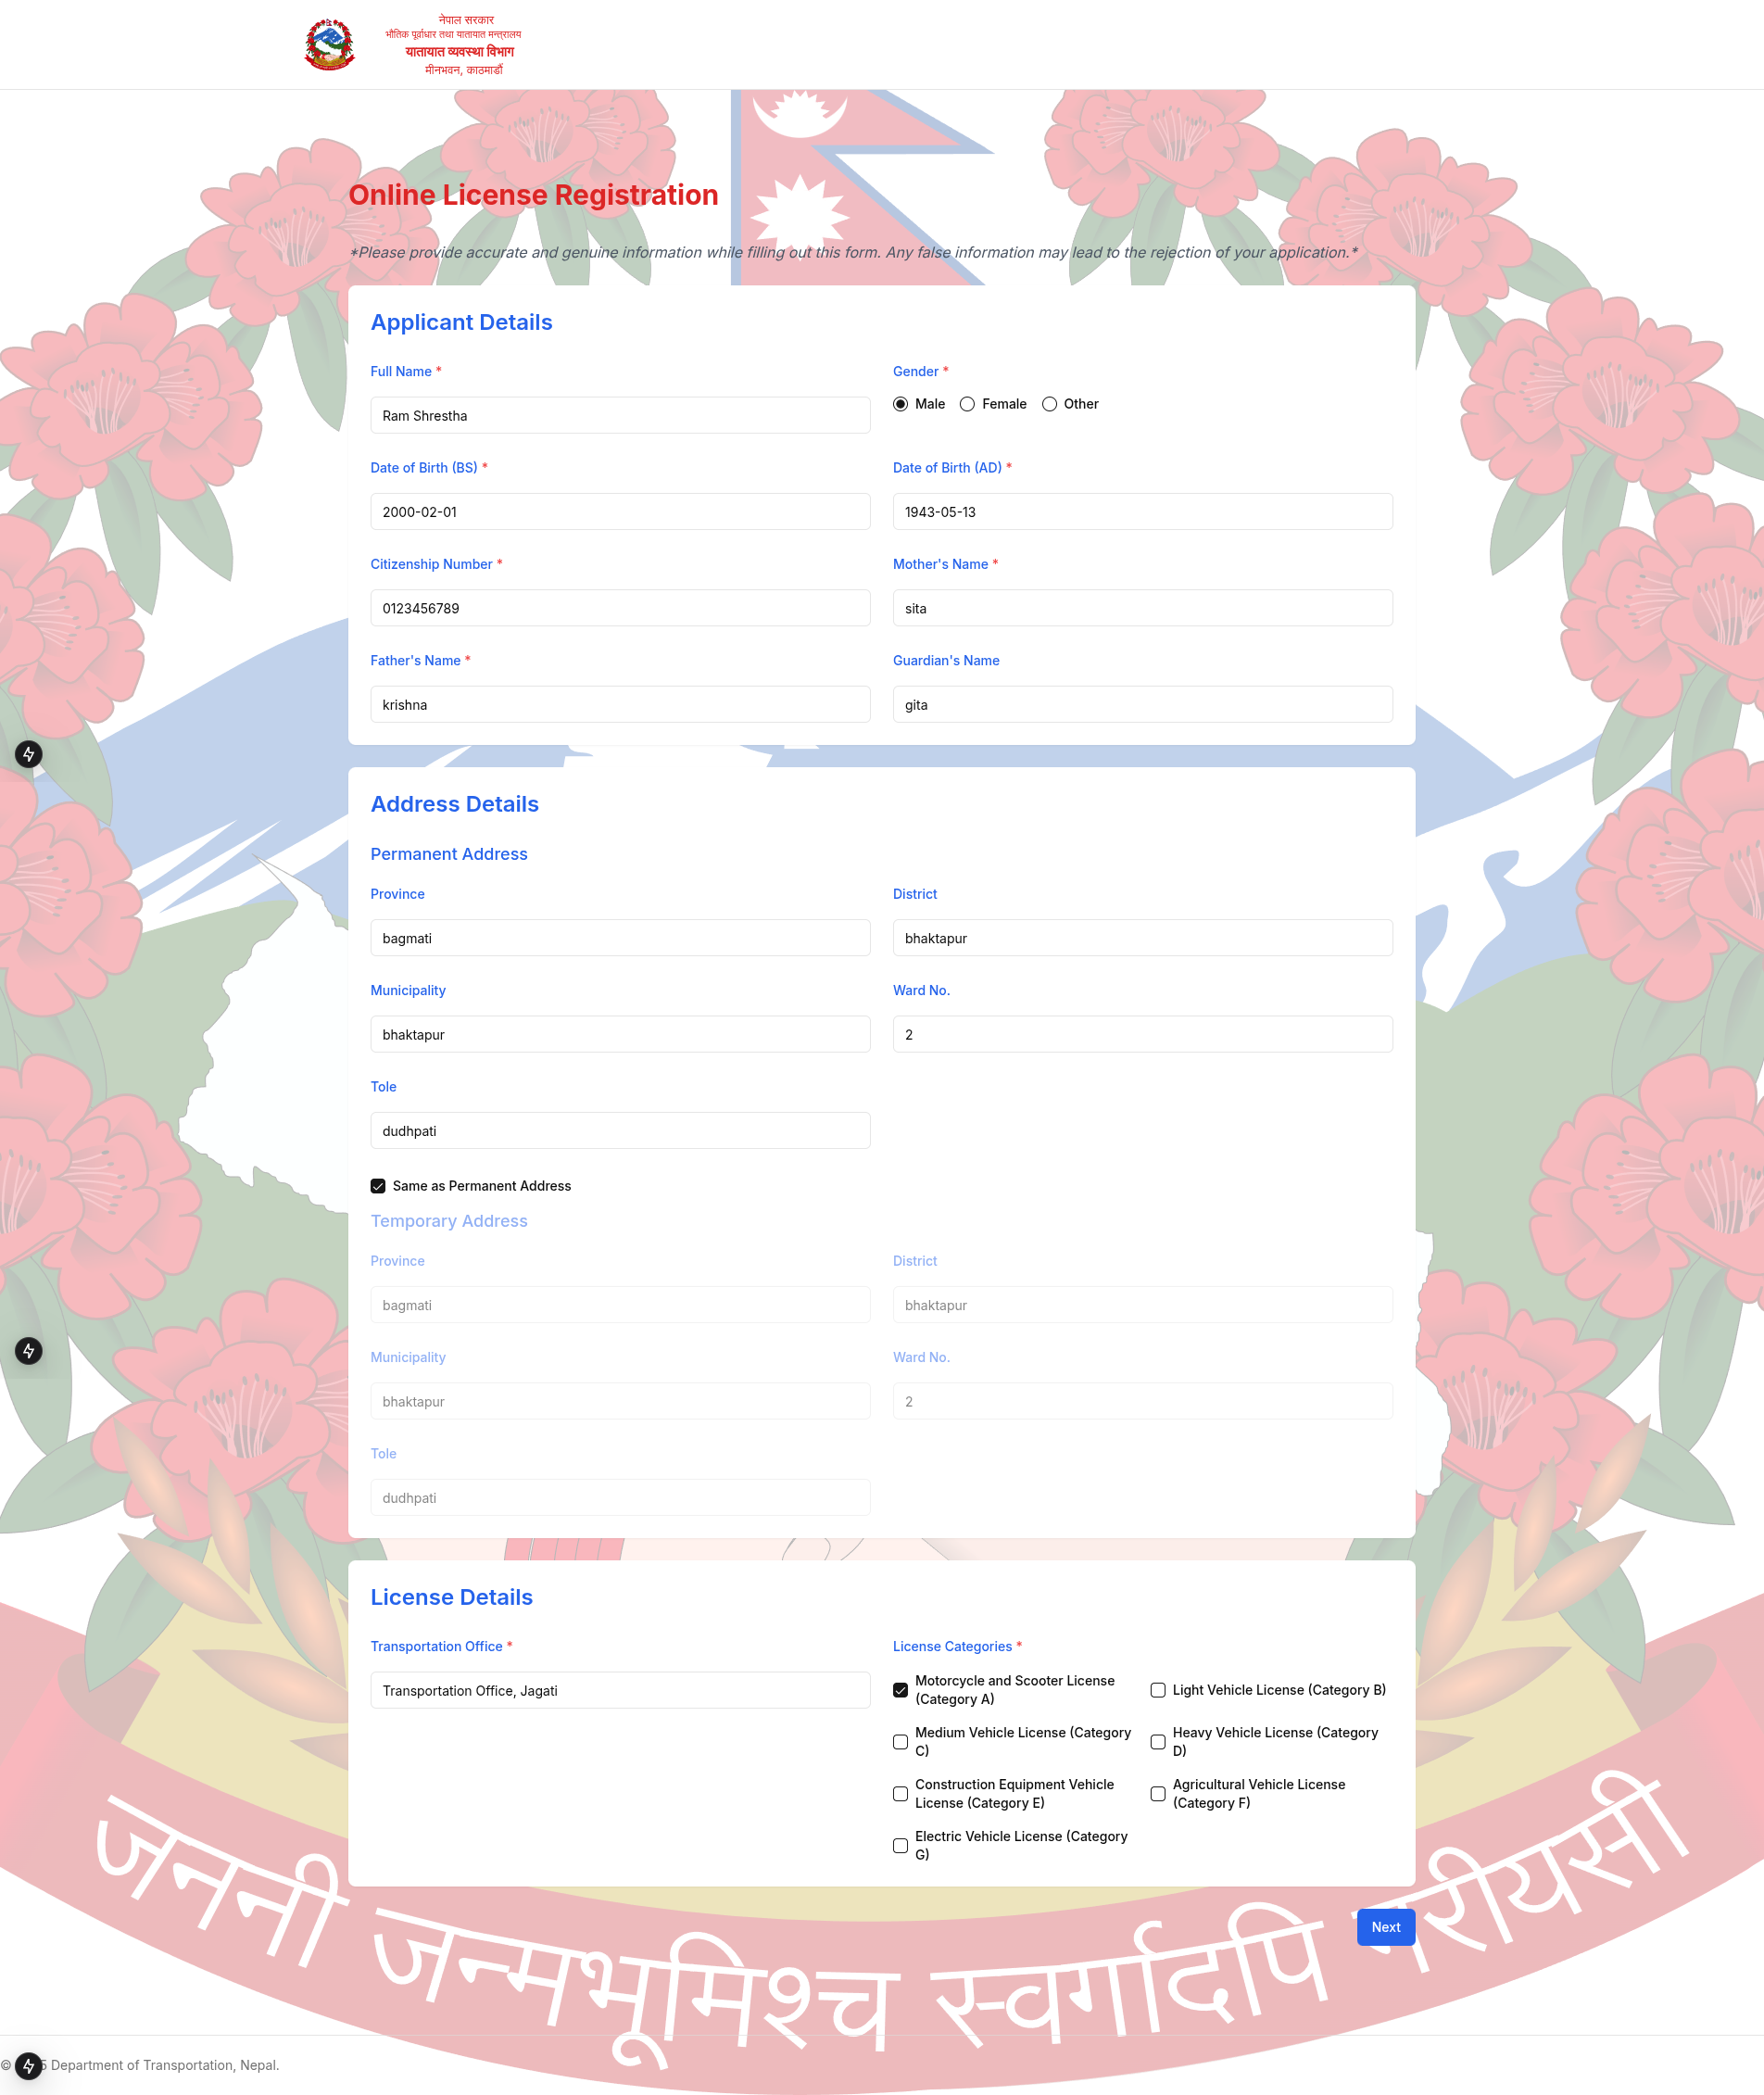 नेपाल सरकार
भौतिक पूर्वाधार तथा यातायात मन्त्रालय
यातायात व्यवस्था विभाग
मीनभवन, काठमाडौं
Online License Registration
*Please provide accurate and genuine information while filling out this form. Any false information may lead to the rejection of your application.*
Applicant Details
Full Name *
Gender *
Ram Shrestha
Male Female Other
Date of Birth (BS) *
Date of Birth (AD) *
2000-02-01
1943-05-13
Citizenship Number *
Mother's Name *
0123456789
sita
Father's Name *
Guardian's Name
krishna
gita
Address Details
Permanent Address
Province
District
bagmati
bhaktapur
Municipality
Ward No.
bhaktapur
2
Tole
dudhpati
Same as Permanent Address
Temporary Address
Province
District
bagmati
bhaktapur
Municipality
Ward No.
bhaktapur
2
Tole
dudhpati
License Details
Transportation Office *
License Categories *
Transportation Office, Jagati
Motorcycle and Scooter License
(Category A)
Light Vehicle License (Category B)
Medium Vehicle License (Category
C)
Heavy Vehicle License (Category
D)
Construction Equipment Vehicle
License (Category E)
Agricultural Vehicle License
(Category F)
Electric Vehicle License (Category
G)
Next
जननी जन्मभूमिश्च स्वर्गादपि गरीयसी
© Department of Transportation, Nepal.